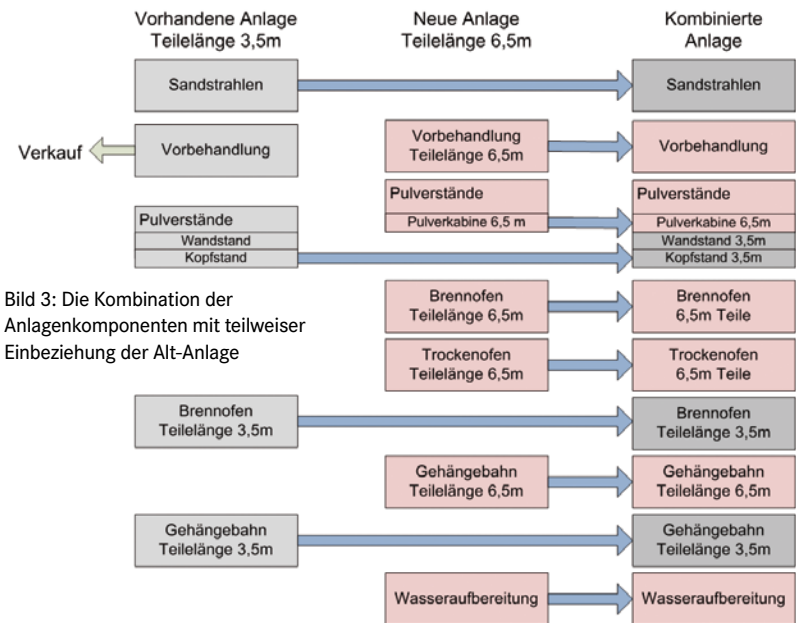 Vorhandene Anlage
Teilelänge 3,5m
Neue Anlage
Teilelänge 6,5m
Kombinierte
Anlage
Sandstrahlen
Sandstrahlen
Verkauf
Vorbehandlung
Vorbehandlung
Teilelänge 6,5m
Vorbehandlung
Pulverstände
Wandstand
Kopfstand
Pulverstände
Pulverkabine 6,5 m
Pulverstände
Pulverkabine 6,5m
Wandstand 3,5m
Kopfstand 3,5m
Bild 3: Die Kombination der
Anlagenkomponenten mit teilweiser
Einbeziehung der Alt-Anlage
Brennofen
Teilelänge 6,5m
Brennofen
6,5m Teile
Trockenofen
Teilelänge 6,5m
Trockenofen
6,5m Teile
Brennofen
Teilelänge 3,5m
Brennofen
Teilelänge 3,5m
Gehängebahn
Teilelänge 6,5m
Gehängebahn
Teilelänge 6,5m
Gehängebahn
Teilelänge 3,5m
Gehängebahn
Teilelänge 3,5m
Wasseraufbereitung
Wasseraufbereitung